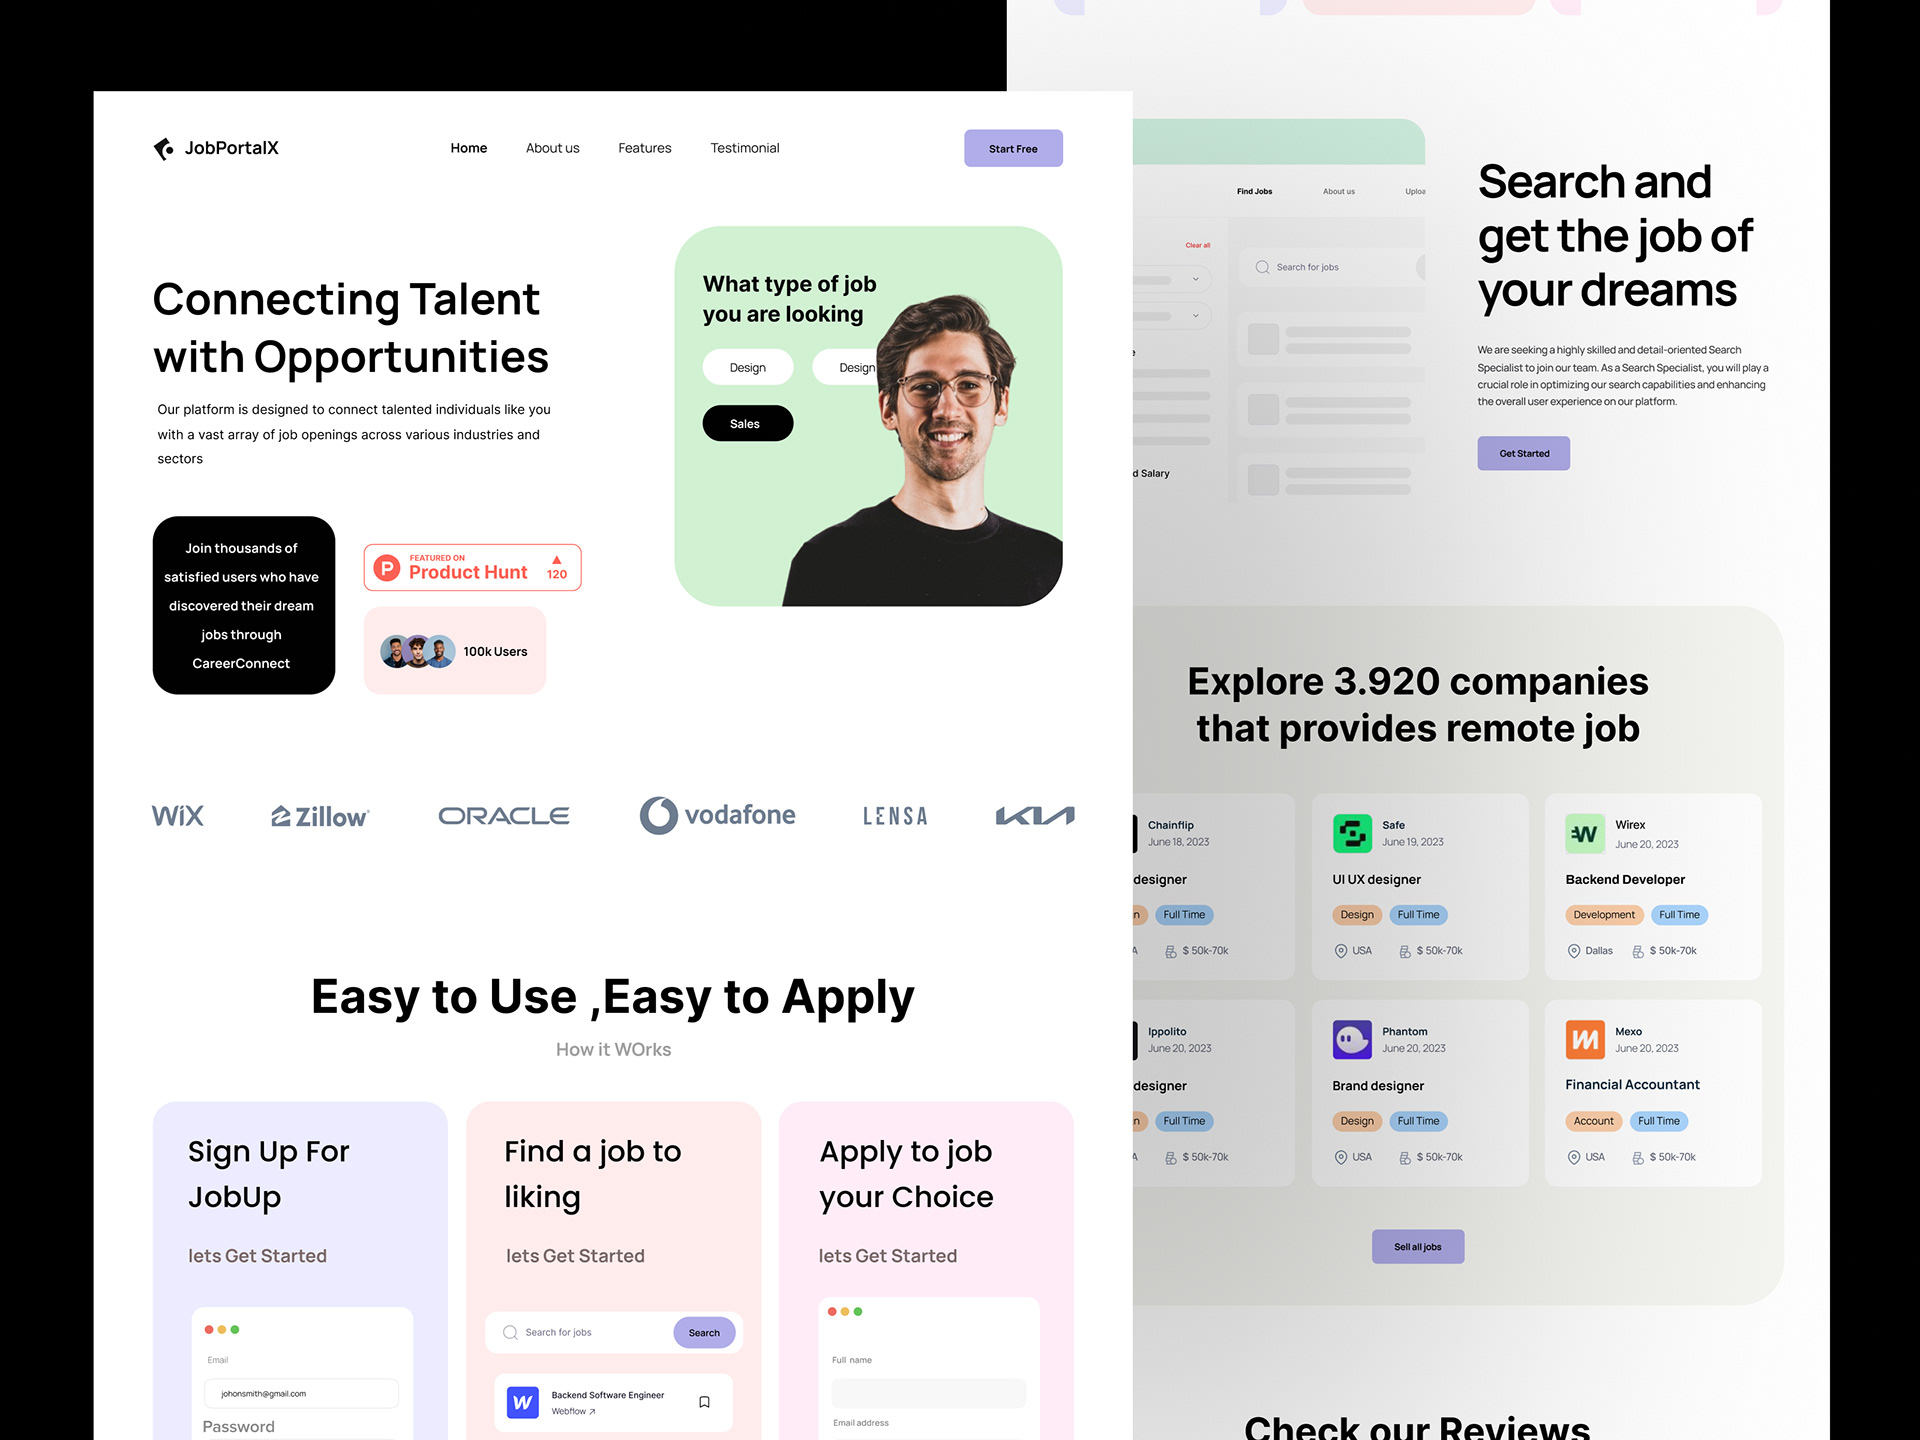 JobPortalX
Home
About us
Features
Testimonial
Start Free
Connecting Talent
with Opportunities
Our platform is designed to connect talented individuals like you
with a vast array of job openings across various industries and
sectors
Join thousands of
satisfied users who have
discovered their dream
jobs through
CareerConnect
P
FEATURED ON
Product Hunt
120
100k Users
What type of job
you are looking
Design
Design
Sales
WiX
Zillow
ORACLE
vodafone
LENSA
KIA
Easy to Use ,Easy to Apply
How it WOrks
Sign Up For
JobUp
lets Get Started
Email
johonsmith@gmail.com
Password
Find a job to
liking
lets Get Started
Search for jobs
Search
W
Backend Software Engineer
Webflow
Apply to job
your Choice
lets Get Started
Full name
Email address
Find Jobs
About us
Uploa
Clear all
Search for jobs
d Salary
Search and
get the job of
your dreams
We are seeking a highly skilled and detail-oriented Search
Specialist to join our team. As a Search Specialist, you will play a
crucial role in optimizing our search capabilities and enhancing
the overall user experience on our platform.
Get Started
Explore 3.920 companies
that provides remote job
Chainflip
June 18, 2023
designer
n
Full Time
A
$ 50k-70k
Safe
June 19, 2023
UI UX designer
Design
Full Time
USA
$ 50k-70k
W
Wirex
June 20, 2023
Backend Developer
Development
Full Time
Dallas
$ 50k-70k
Ippolito
June 20, 2023
designer
n
Full Time
A
$ 50k-70k
Phantom
June 20, 2023
Brand designer
Design
Full Time
USA
$ 50k-70k
M
Mexo
June 20, 2023
Financial Accountant
Account
Full Time
USA
$ 50k-70k
Sell all jobs
Check our Reviews